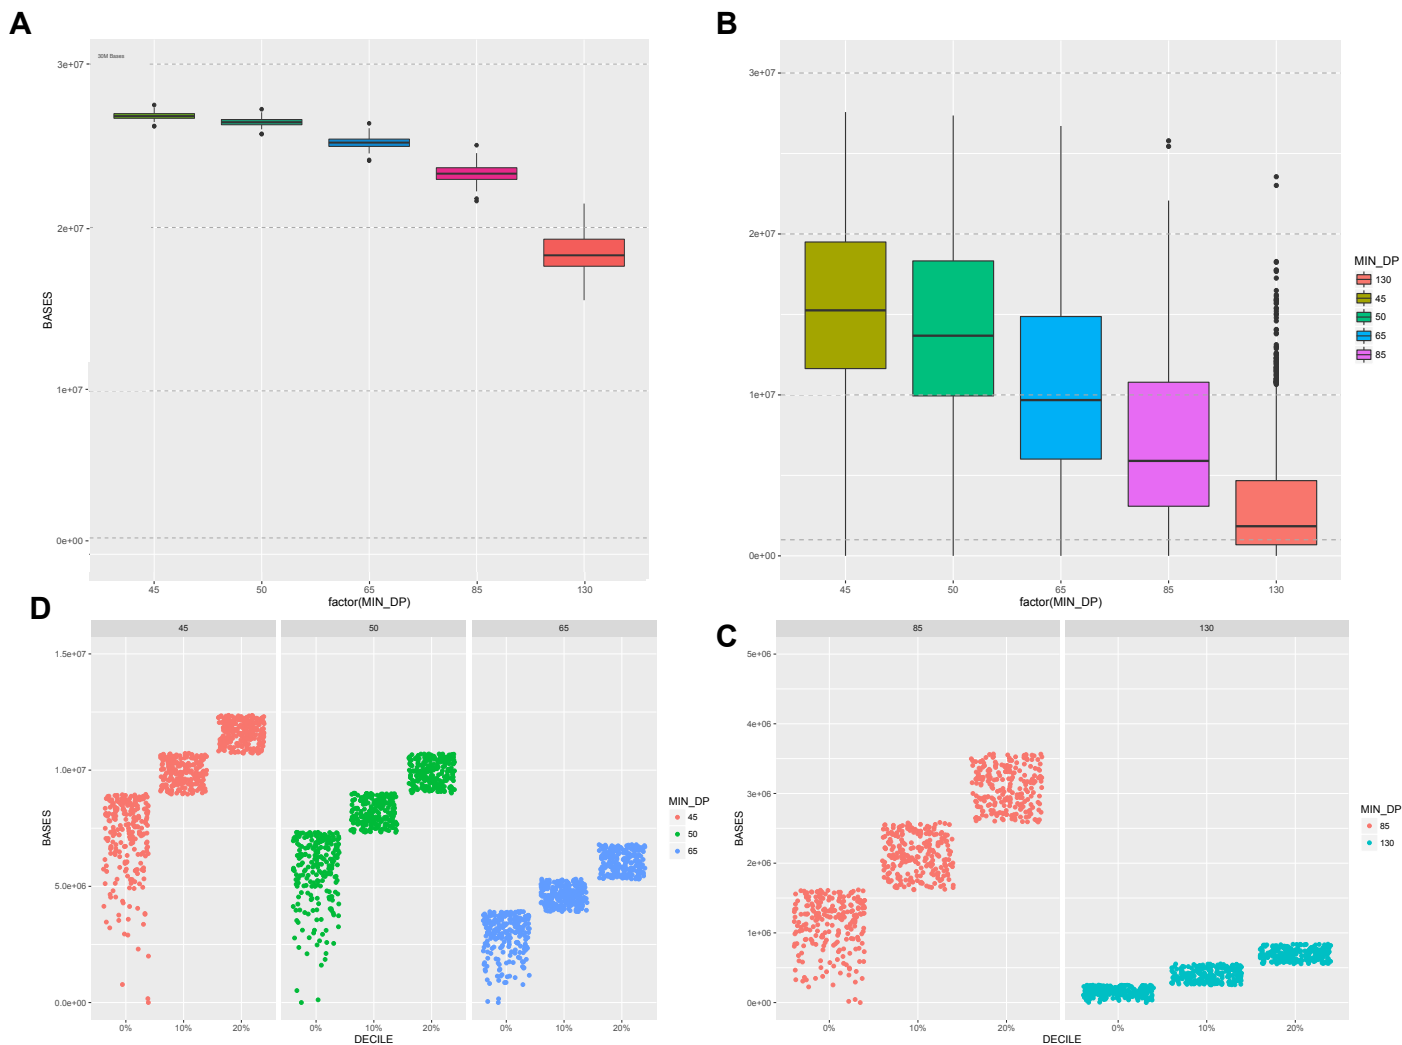 A
30M Bases
3e+07
2e+07
1e+07
0e+00
BASES
45 50 65 85 130
factor(MIN_DP)
B
3e+07
2e+07
1e+07
0e+00
45 50 65 85 130
factor(MIN_DP)
MIN_DP
130
45
50
65
85
D
45 50 65
1.5e+07
1.0e+07
5.0e+06
0.0e+00
BASES
0% 10% 20% 0% 10% 20% 0% 10% 20%
DECILE
MIN_DP
45
50
65
C
85 130
5e+06
4e+06
3e+06
2e+06
1e+06
0e+00
BASES
0% 10% 20% 0% 10% 20%
DECILE
MIN_DP
85
130